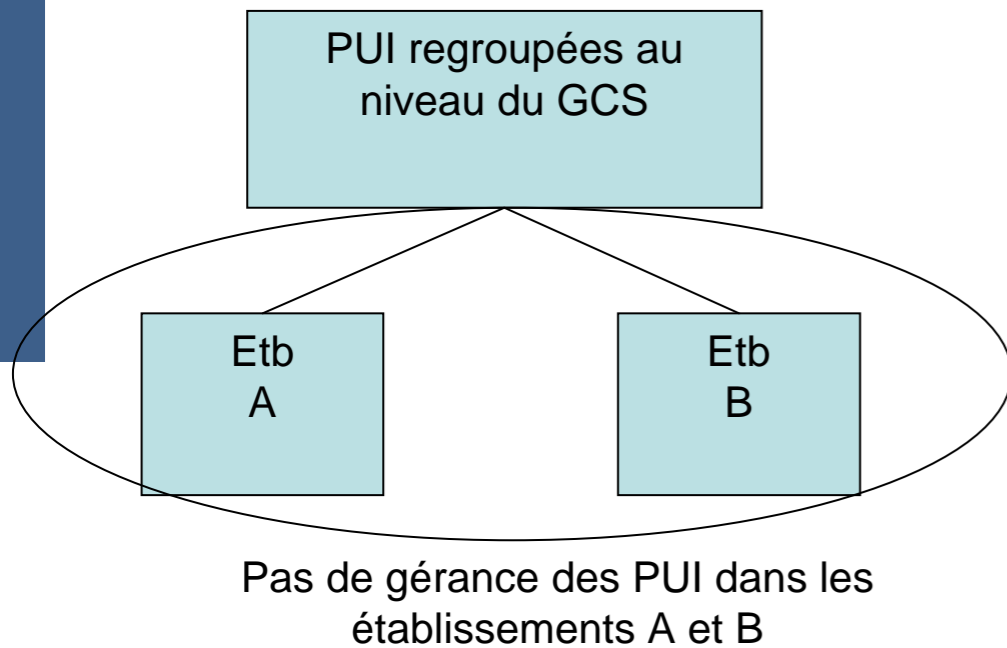 PUI regroupées au
niveau du GCS
Etb
A
Etb
B
Pas de gérance des PUI dans les
établissements A et B